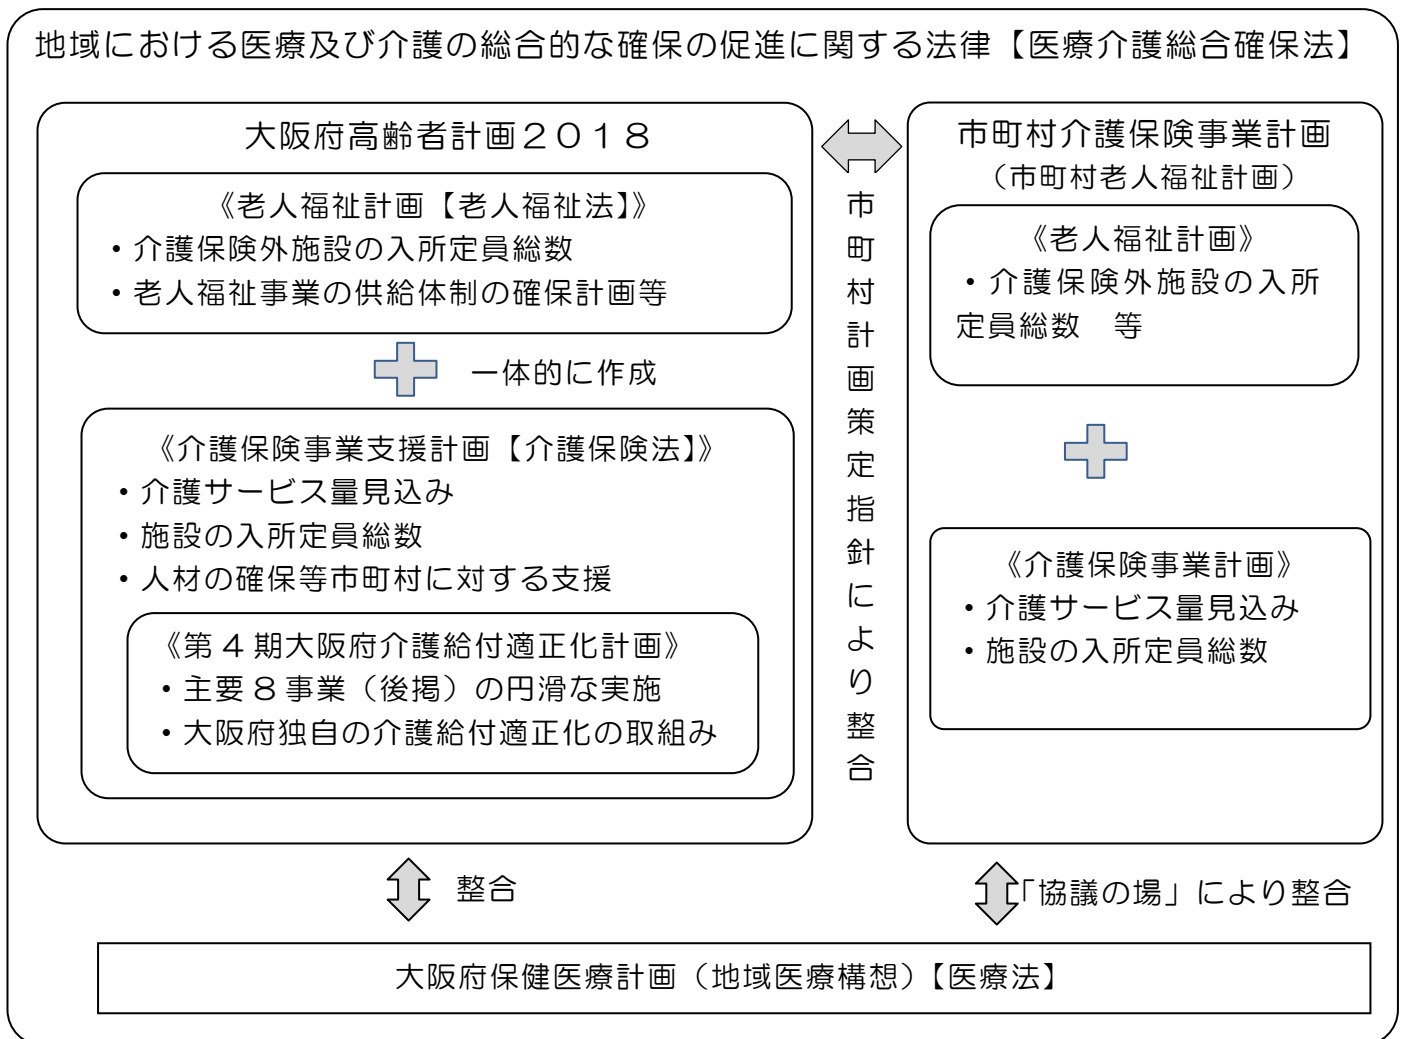 地域における医療及び介護の総合的な確保の促進に関する法律【医療介護総合確保法】
大阪府高齢者計画２０１８
《老人福祉計画【老人福祉法】》
・介護保険外施設の入所定員総数
・老人福祉事業の供給体制の確保計画等
一体的に作成
《介護保険事業支援計画【介護保険法】》
・介護サービス量見込み
・施設の入所定員総数
・人材の確保等市町村に対する支援
《第４期大阪府介護給付適正化計画》
・主要８事業（後掲）の円滑な実施
・大阪府独自の介護給付適正化の取組み
市町村計画策定指針により整合
市町村介護保険事業計画
（市町村老人福祉計画）
《老人福祉計画》
・介護保険外施設の入所
定員総数　等
《介護保険事業計画》
・介護サービス量見込み
・施設の入所定員総数
整合
「協議の場」により整合
大阪府保健医療計画（地域医療構想）【医療法】